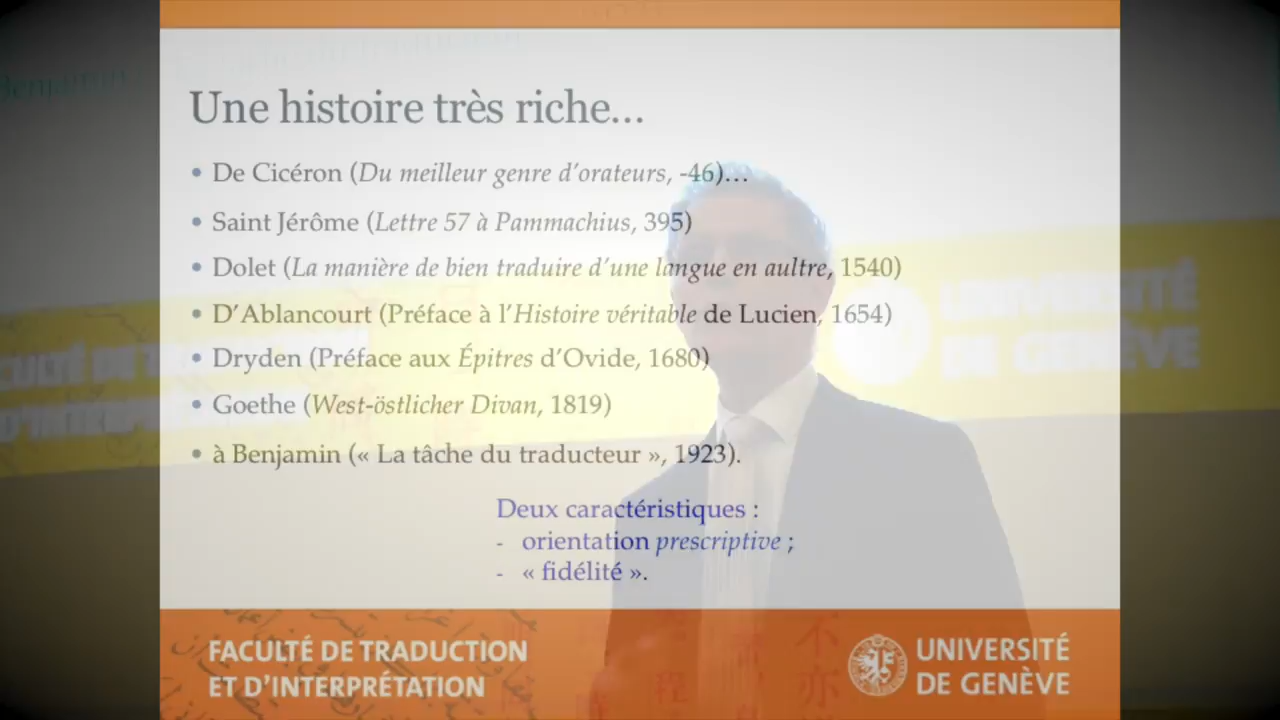 Une histoire très riche…
• De Cicéron (Du meilleur genre d'orateurs, -46)…
• Saint Jérôme (Lettre 57 à Pammachius, 395)
• Dolet (La manière de bien traduire d'une langue en aultre, 1540)
• D'Ablancourt (Préface à l'Histoire véritable de Lucien, 1654)
• Dryden (Préface aux Épitres d'Ovide, 1680)
• Goethe (West-östlicher Divan, 1819)
• à Benjamin (« La tâche du traducteur », 1923).
Deux caractéristiques :
- orientation prescriptive ;
- « fidélité ».
FACULTÉ DE TRADUCTION
ET D'INTERPRÉTATION
UNIVERSITÉ
DE GENÈVE
UNIVERSITÉ
DE GENÈVE